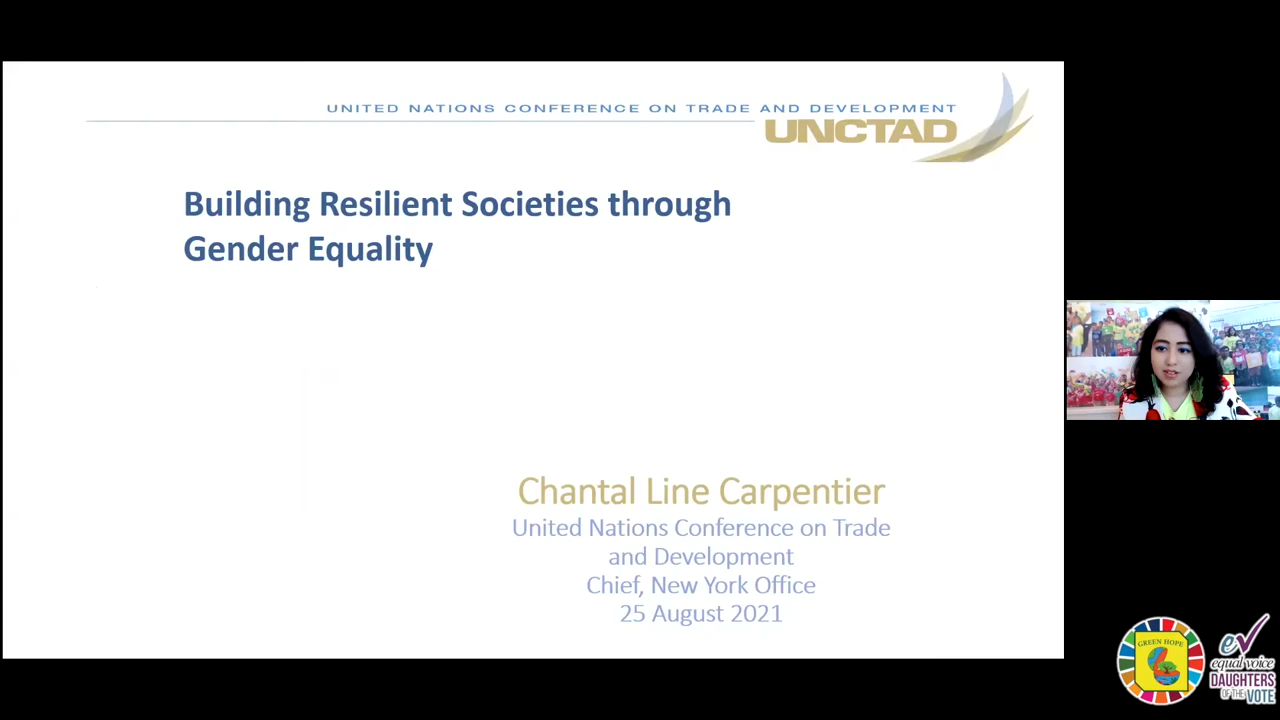 UNITED NATIONS CONFERENCE ON TRADE AND DEVELOPMENT
UNCTAD
Building Resilient Societies through
Gender Equality
Chantal Line Carpentier
United Nations Conference on Trade
and Development
Chief, New York Office
25 August 2021
GREEN HOPE
eV
equal voice
DAUGHTERS
OF THE VOTE